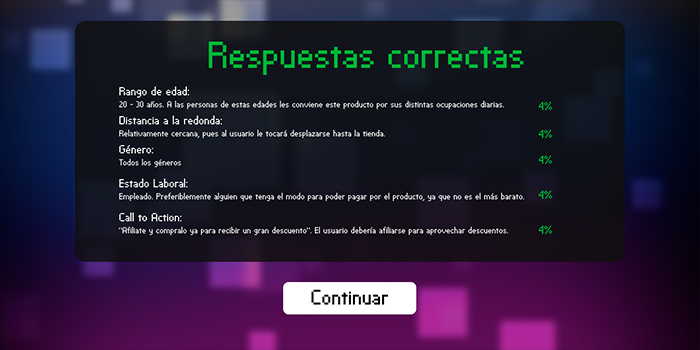 Respuestas correctas
Rango de edad:
20 - 30 años. A las personas de estas edades les conviene este producto por sus distintas ocupaciones diarias.
4%
Distancia a la redonda:
Relativamente cercana, pues al usuario le tocará desplazarse hasta la tienda.
4%
Género:
Todos los géneros
4%
Estado Laboral:
Empleado. Preferiblemente alguien que tenga el modo para poder pagar por el producto, ya que no es el más barato.
4%
Call to Action:
"Afiliate y compralo ya para recibir un gran descuento". El usuario debería afiliarse para aprovechar descuentos.
4%
Continuar